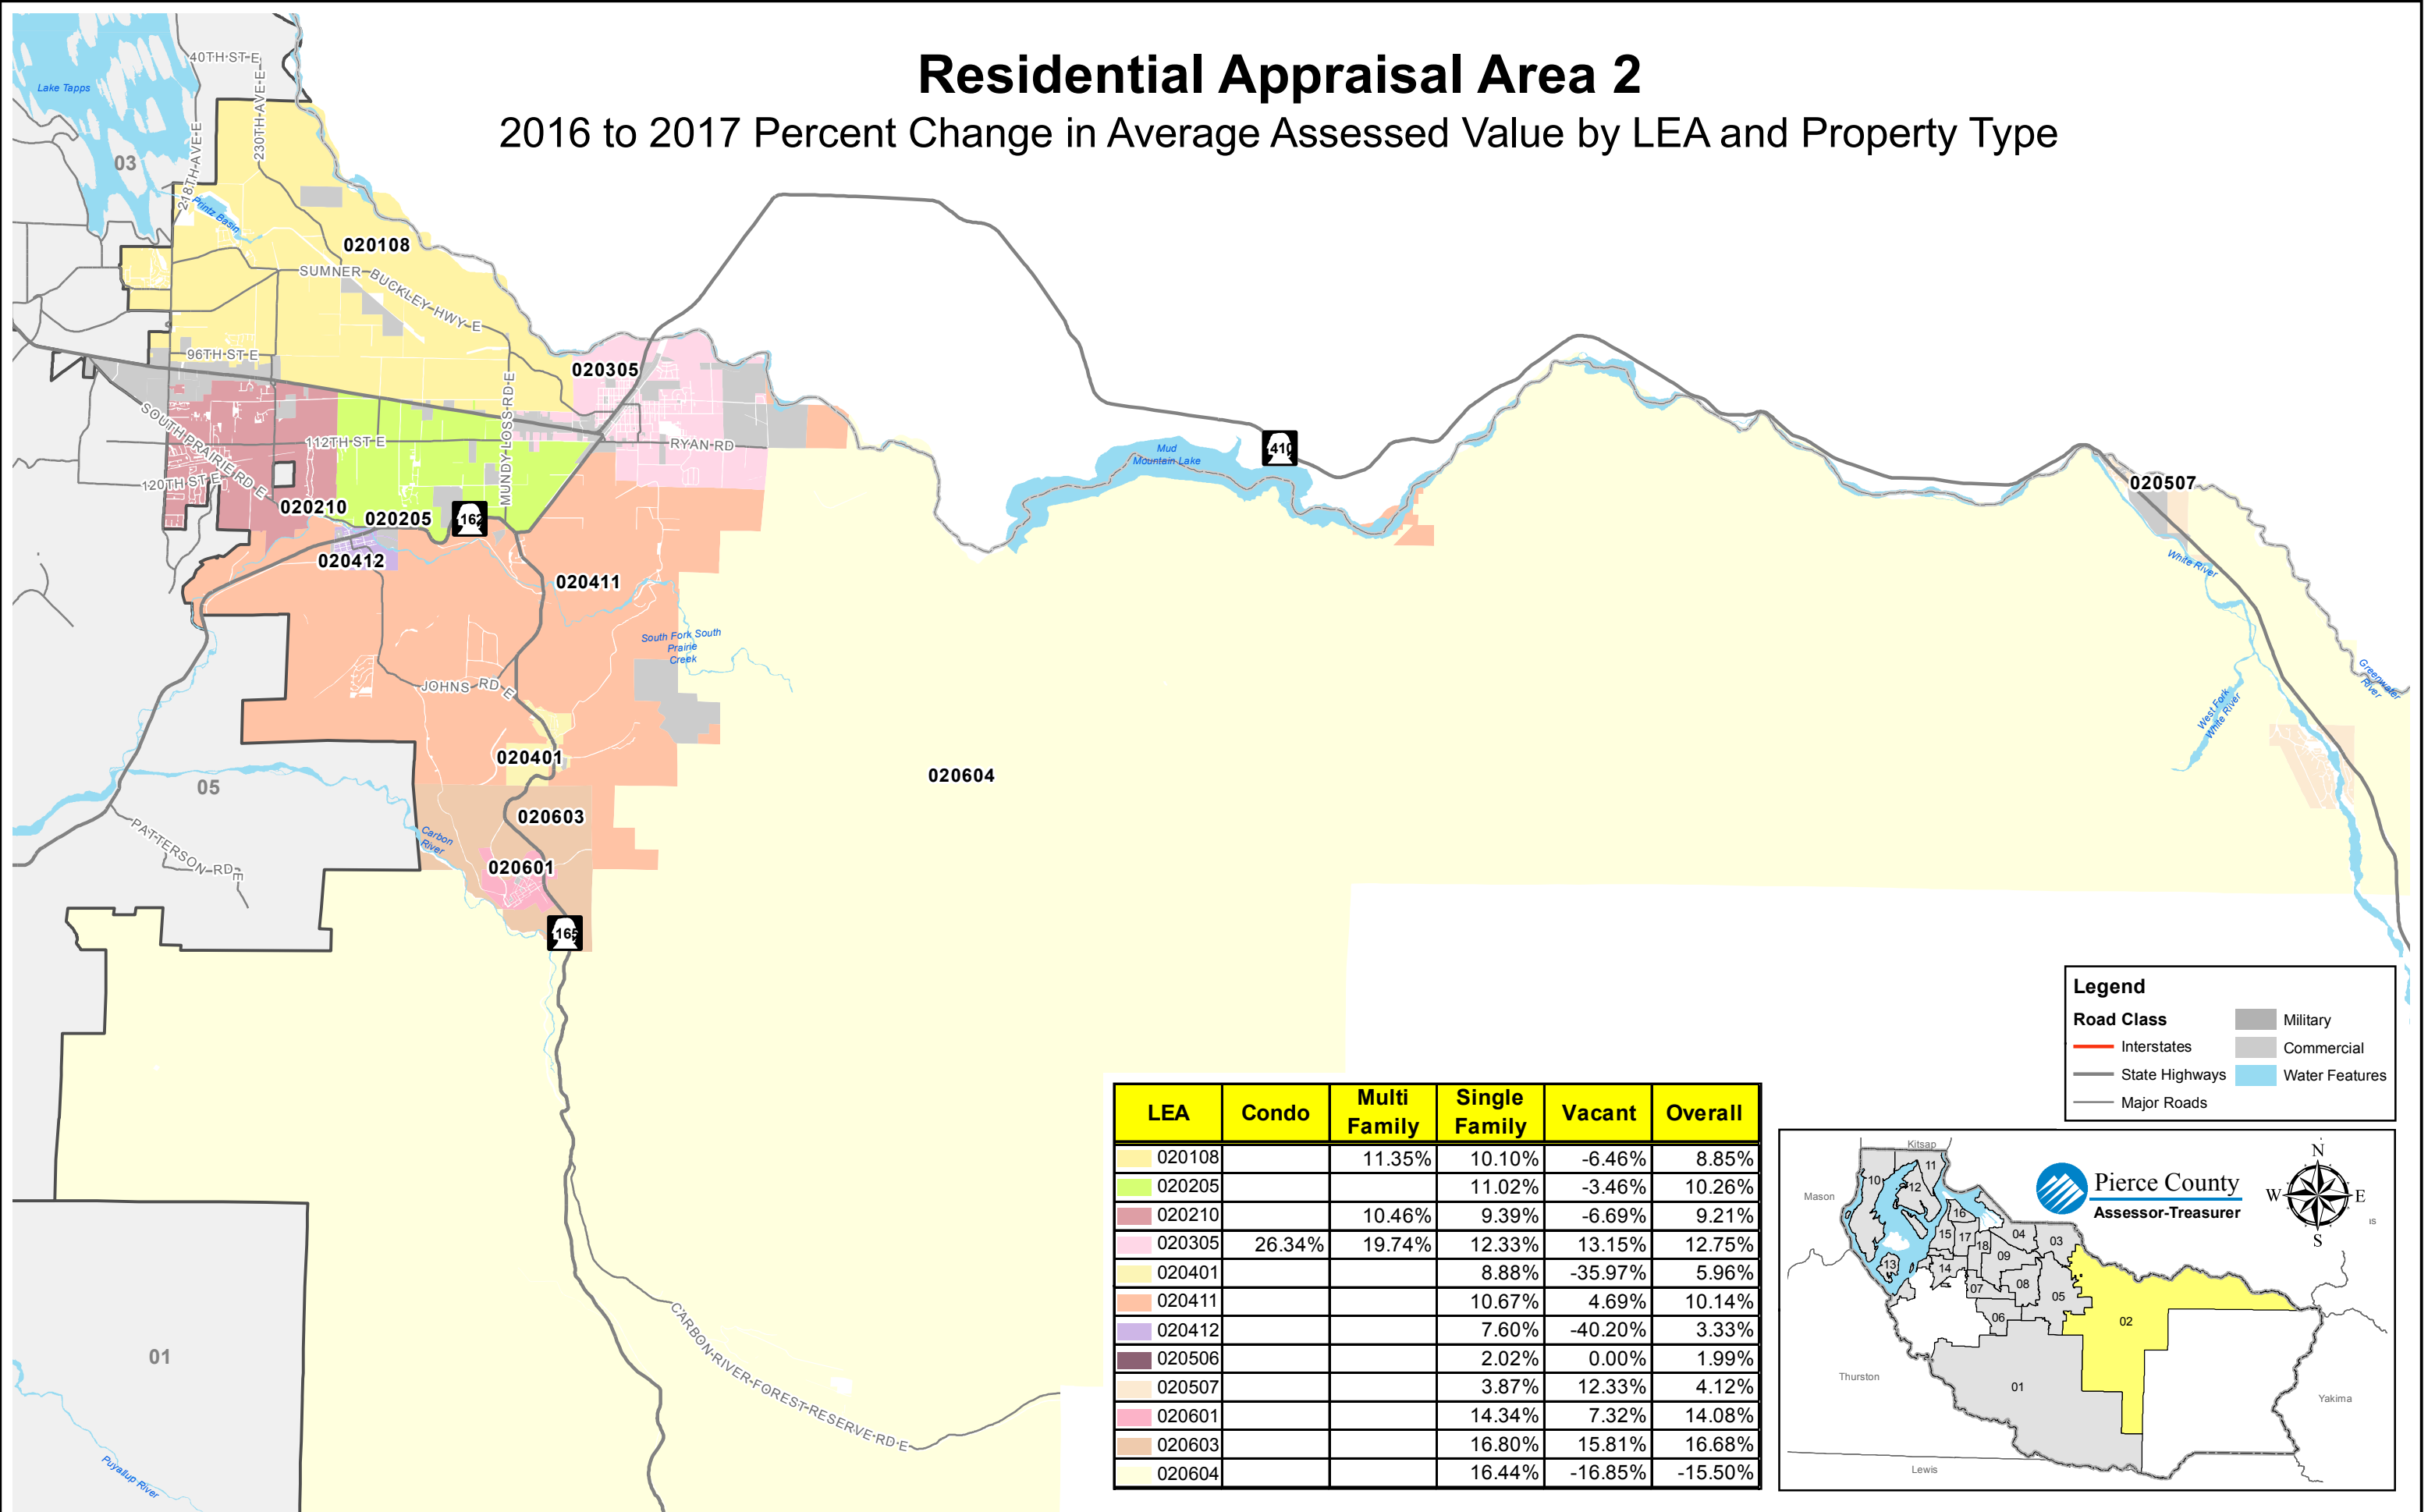 Residential Appraisal Area 2
2016 to 2017 Percent Change in Average Assessed Value by LEA and Property Type
40TH ST E
Lake Tapps
230TH AVE E
218TH AVE E
03
Printz Basin
020108
SUMNER BUCKLEY HWY E
96TH ST E
020305
MUNDY LOSS RD E
SOUTH PRAIRIE RD E
112TH ST E
RYAN RD
120TH ST E
410
Mud
Mountain Lake
020507
020210
020205
162
020412
020411
White River
South Fork South
Prairie
Creek
Greenwater
River
West Fork
White River
JOHNS RD E
020401
020604
05
020603
PATTERSON RD E
Carbon
River
020601
165
CARBON RIVER FOREST RESERVE RD E
01
Puyallup River
Legend
Road Class
Interstates
State Highways
Major Roads
Military
Commercial
Water Features
LEA Condo Multi Family Single Family Vacant Overall
020108 11.35% 10.10% -6.46% 8.85%
020205 11.02% -3.46% 10.26%
020210 10.46% 9.39% -6.69% 9.21%
020305 26.34% 19.74% 12.33% 13.15% 12.75%
020401 8.88% -35.97% 5.96%
020411 10.67% 4.69% 10.14%
020412 7.60% -40.20% 3.33%
020506 2.02% 0.00% 1.99%
020507 3.87% 12.33% 4.12%
020601 14.34% 7.32% 14.08%
020603 16.80% 15.81% 16.68%
020604 16.44% -16.85% -15.50%
Kitsap
Mason
11
10
12
16
15
17
18
04
03
09
13
14
07
08
05
06
02
01
Thurston
Yakima
Lewis
Pierce County
Assessor-Treasurer
N
W E
S
is